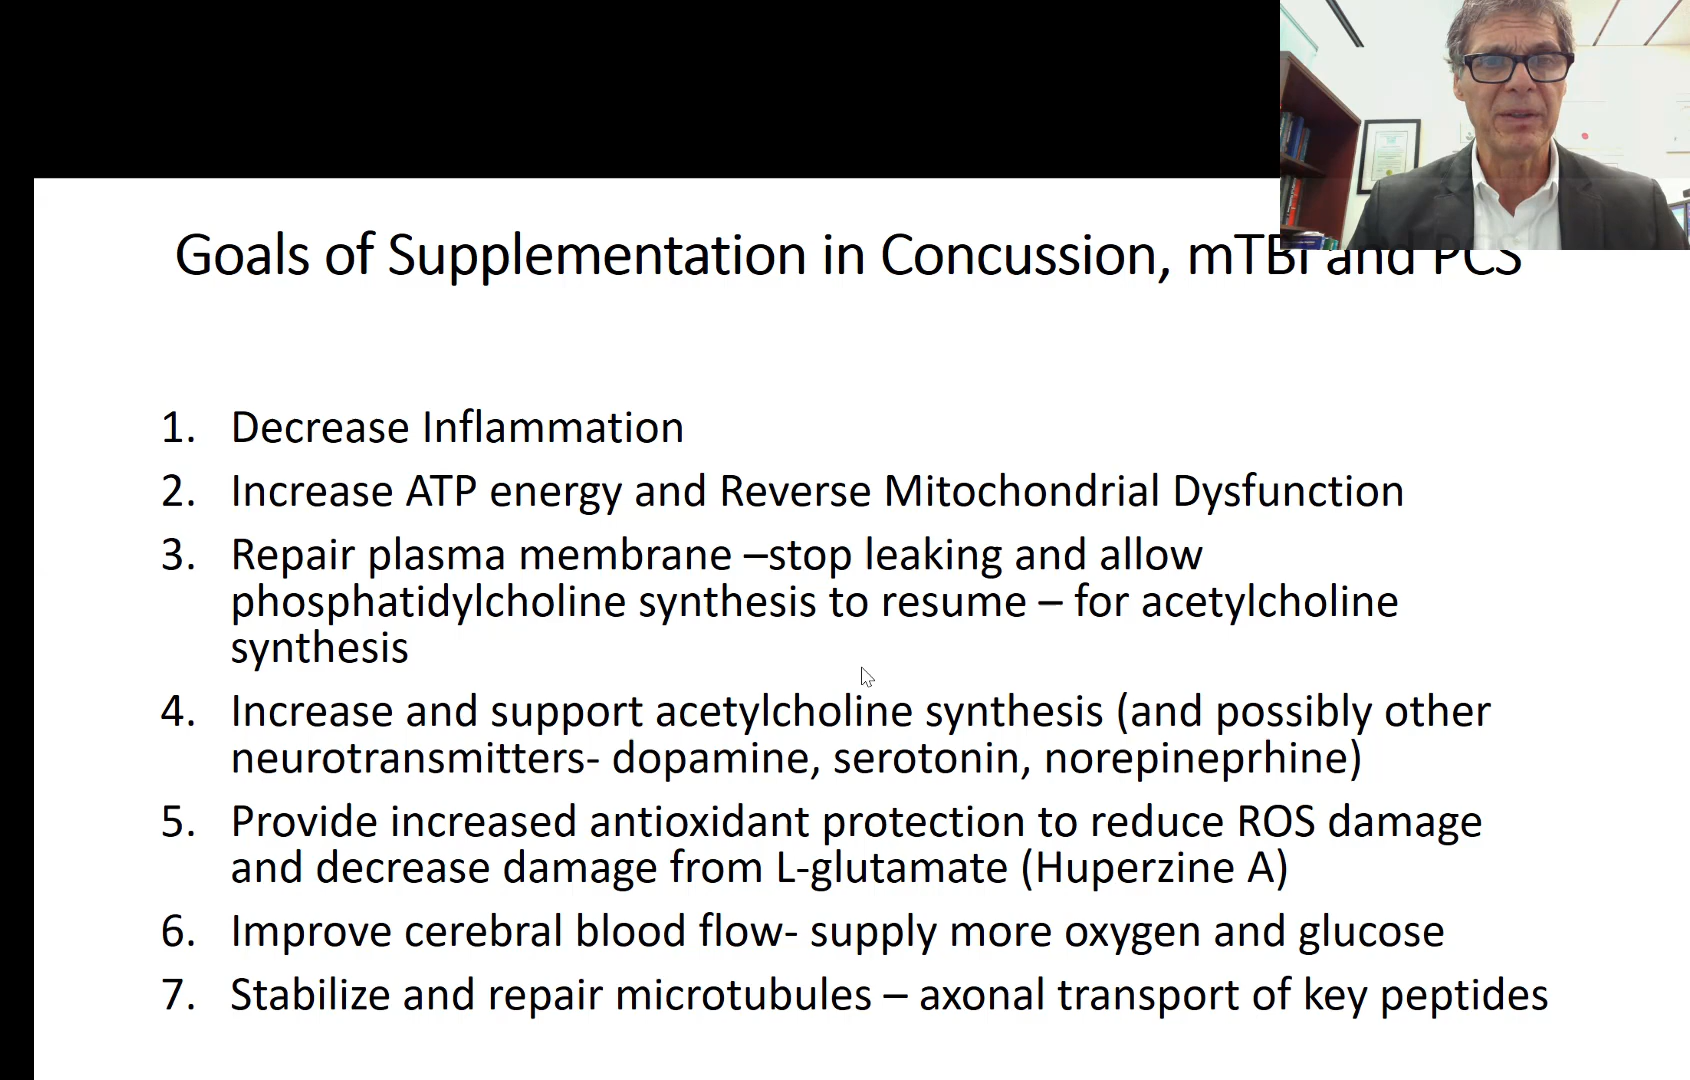 Goals of Supplementation in Concussion, mTBI and PCS
1. Decrease Inflammation
2. Increase ATP energy and Reverse Mitochondrial Dysfunction
3. Repair plasma membrane –stop leaking and allow
phosphatidylcholine synthesis to resume – for acetylcholine
synthesis
4. Increase and support acetylcholine synthesis (and possibly other
neurotransmitters- dopamine, serotonin, norepineprhine)
5. Provide increased antioxidant protection to reduce ROS damage
and decrease damage from L-glutamate (Huperzine A)
6. Improve cerebral blood flow- supply more oxygen and glucose
7. Stabilize and repair microtubules – axonal transport of key peptides